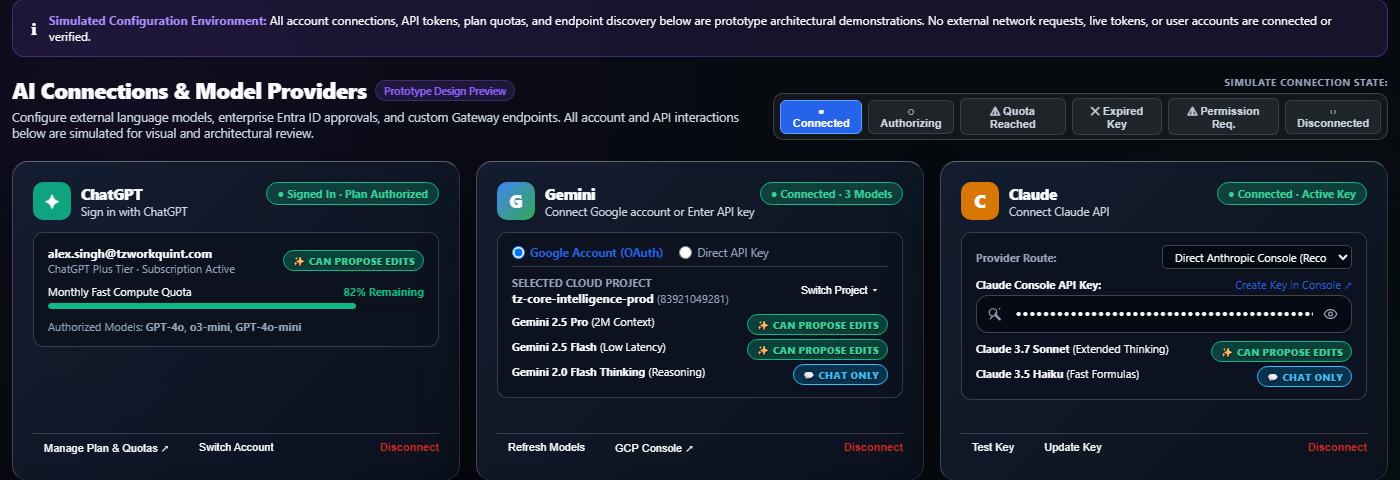 Simulated Configuration Environment: All account connections, API tokens, plan quotas, and endpoint discovery below are prototype architectural demonstrations. No external network requests, live tokens, or user accounts are connected or
verified.
AI Connections & Model Providers
Prototype Design Preview
Configure external language models, enterprise Entra ID approvals, and custom Gateway endpoints. All account and API interactions
below are simulated for visual and architectural review.
SIMULATE CONNECTION STATE:
Connected
Authorizing
⚠ Quota
Reached
✕ Expired
Key
⚠ Permission
Req.
Disconnected
ChatGPT
Sign in with ChatGPT
● Signed In · Plan Authorized
alex.singh@tzworkquint.com
ChatGPT Plus Tier · Subscription Active
✨ CAN PROPOSE EDITS
Monthly Fast Compute Quota
82% Remaining
Authorized Models: GPT-4o, o3-mini, GPT-4o-mini
Manage Plan & Quotas ↗
Switch Account
Disconnect
G
Gemini
Connect Google account or Enter API key
● Connected · 3 Models
Google Account (OAuth)
Direct API Key
SELECTED CLOUD PROJECT
tz-core-intelligence-prod (83921049281)
Switch Project ▾
Gemini 2.5 Pro (2M Context)
✨ CAN PROPOSE EDITS
Gemini 2.5 Flash (Low Latency)
✨ CAN PROPOSE EDITS
Gemini 2.0 Flash Thinking (Reasoning)
💬 CHAT ONLY
Refresh Models
GCP Console ↗
Disconnect
C
Claude
Connect Claude API
● Connected · Active Key
Provider Route:
Direct Anthropic Console (Reco
Claude Console API Key:
Create Key in Console ↗
Claude 3.7 Sonnet (Extended Thinking)
✨ CAN PROPOSE EDITS
Claude 3.5 Haiku (Fast Formulas)
💬 CHAT ONLY
Test Key
Update Key
Disconnect